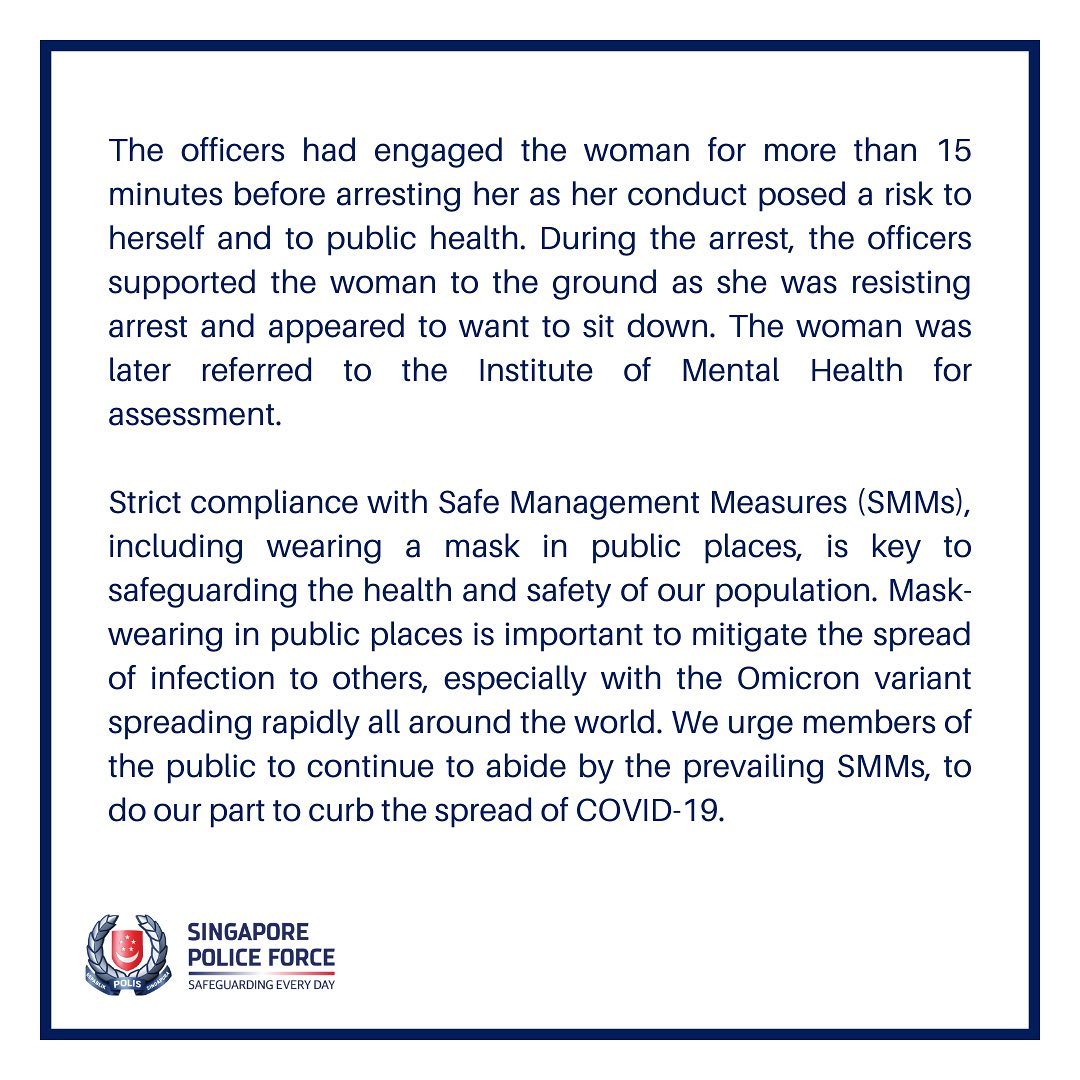 The officers had engaged the woman for more than 15
minutes before arresting her as her conduct posed a risk to
herself and to public health. During the arrest, the officers
supported the woman to the ground as she was resisting
arrest and appeared to want to sit down. The woman was
later referred to the Institute of Mental Health for
assessment.
Strict compliance with Safe Management Measures (SMMs),
including wearing a mask in public places, is key to
safeguarding the health and safety of our population. Mask-
wearing in public places is important to mitigate the spread
of infection to others, especially with the Omicron variant
spreading rapidly all around the world. We urge members of
the public to continue to abide by the prevailing SMMs, to
do our part to curb the spread of COVID-19.
REPUBLIK POLIS SINGAPURA
SINGAPORE
POLICE FORCE
SAFEGUARDING EVERY DAY